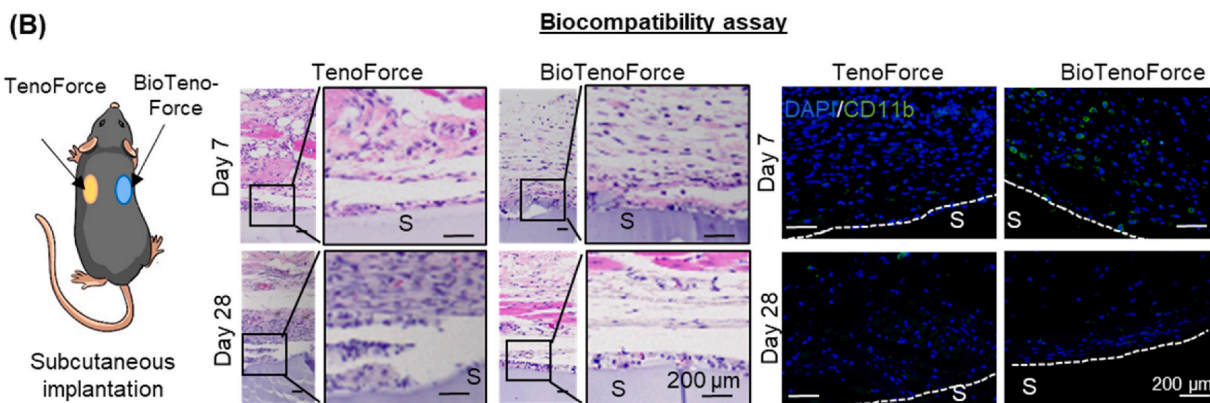 (B)
Biocompatibility assay
TenoForce
BioTeno-
Force
Subcutaneous
implantation
TenoForce
BioTenoForce
Day 7
S
S
Day 28
S
S
200 µm
TenoForce
BioTenoForce
Day 7
DAPI/CD11b
S
S
Day 28
S
S
200 µm